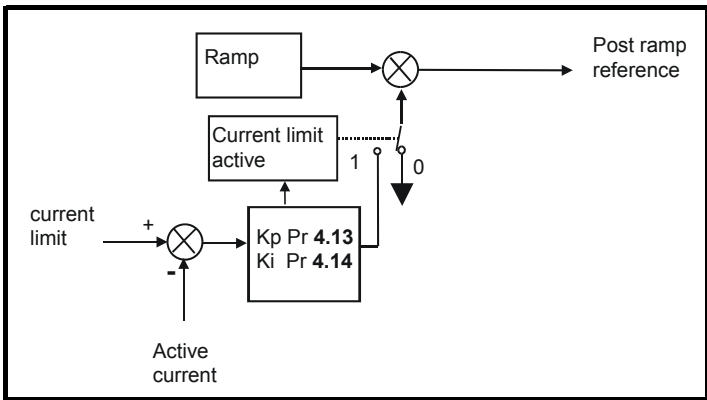 Ramp
Post ramp
reference
Current limit
active
1
0
current
limit
+
-
Kp Pr 4.13
Ki Pr 4.14
Active
current